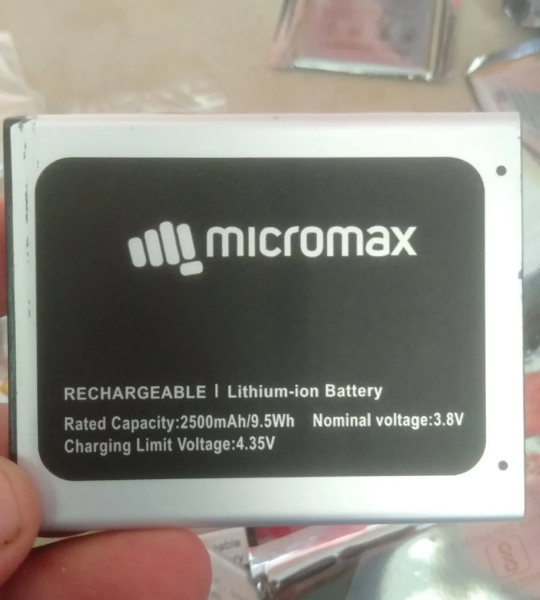 micromax
RECHARGEABLE | Lithium-ion Battery
Rated Capacity:2500mAh/9.5Wh Nominal voltage:3.8V
Charging Limit Voltage:4.35V
S